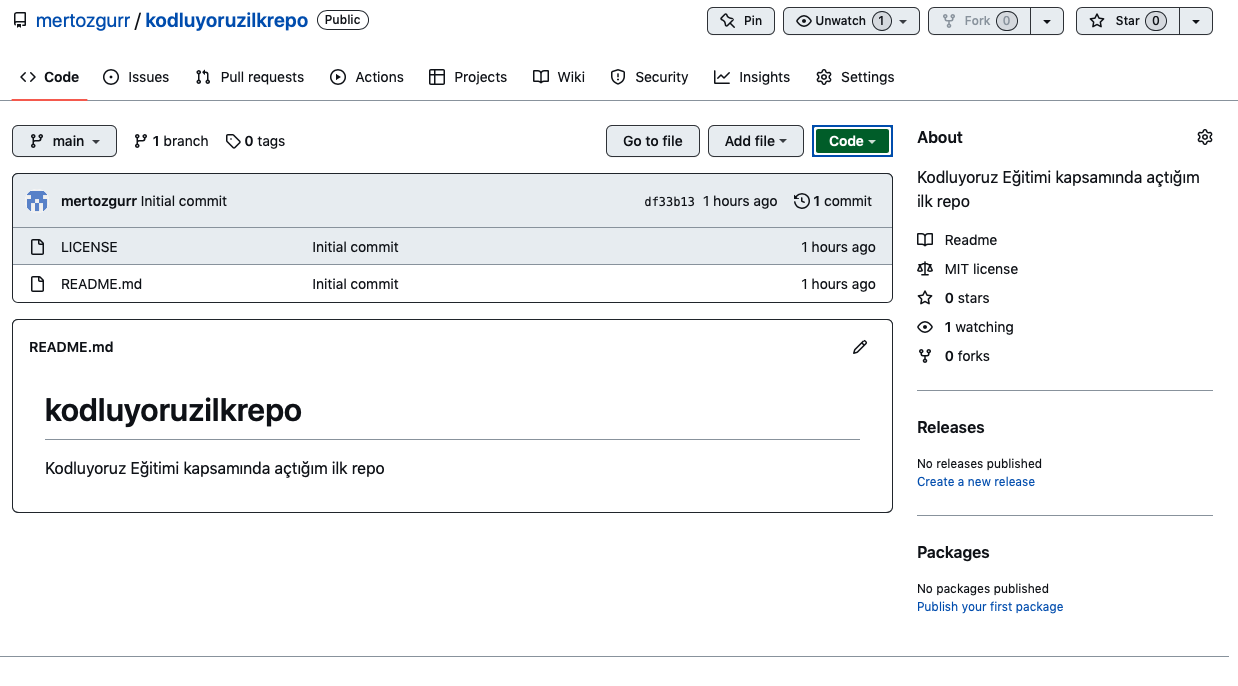 mertozgurr / kodluyoruzilkrepo Public
Pin Unwatch 1 Fork 0 Star 0
Code Issues Pull requests Actions Projects Wiki Security Insights Settings
main 1 branch 0 tags Go to file Add file Code
mertozgurr Initial commit df33b13 1 hours ago 1 commit
LICENSE Initial commit 1 hours ago
README.md Initial commit 1 hours ago
README.md
kodluyoruzilkrepo
Kodluyoruz Eğitimi kapsamında açtığım ilk repo
About
Kodluyoruz Eğitimi kapsamında açtığım
ilk repo
Readme
MIT license
0 stars
1 watching
0 forks
Releases
No releases published
Create a new release
Packages
No packages published
Publish your first package